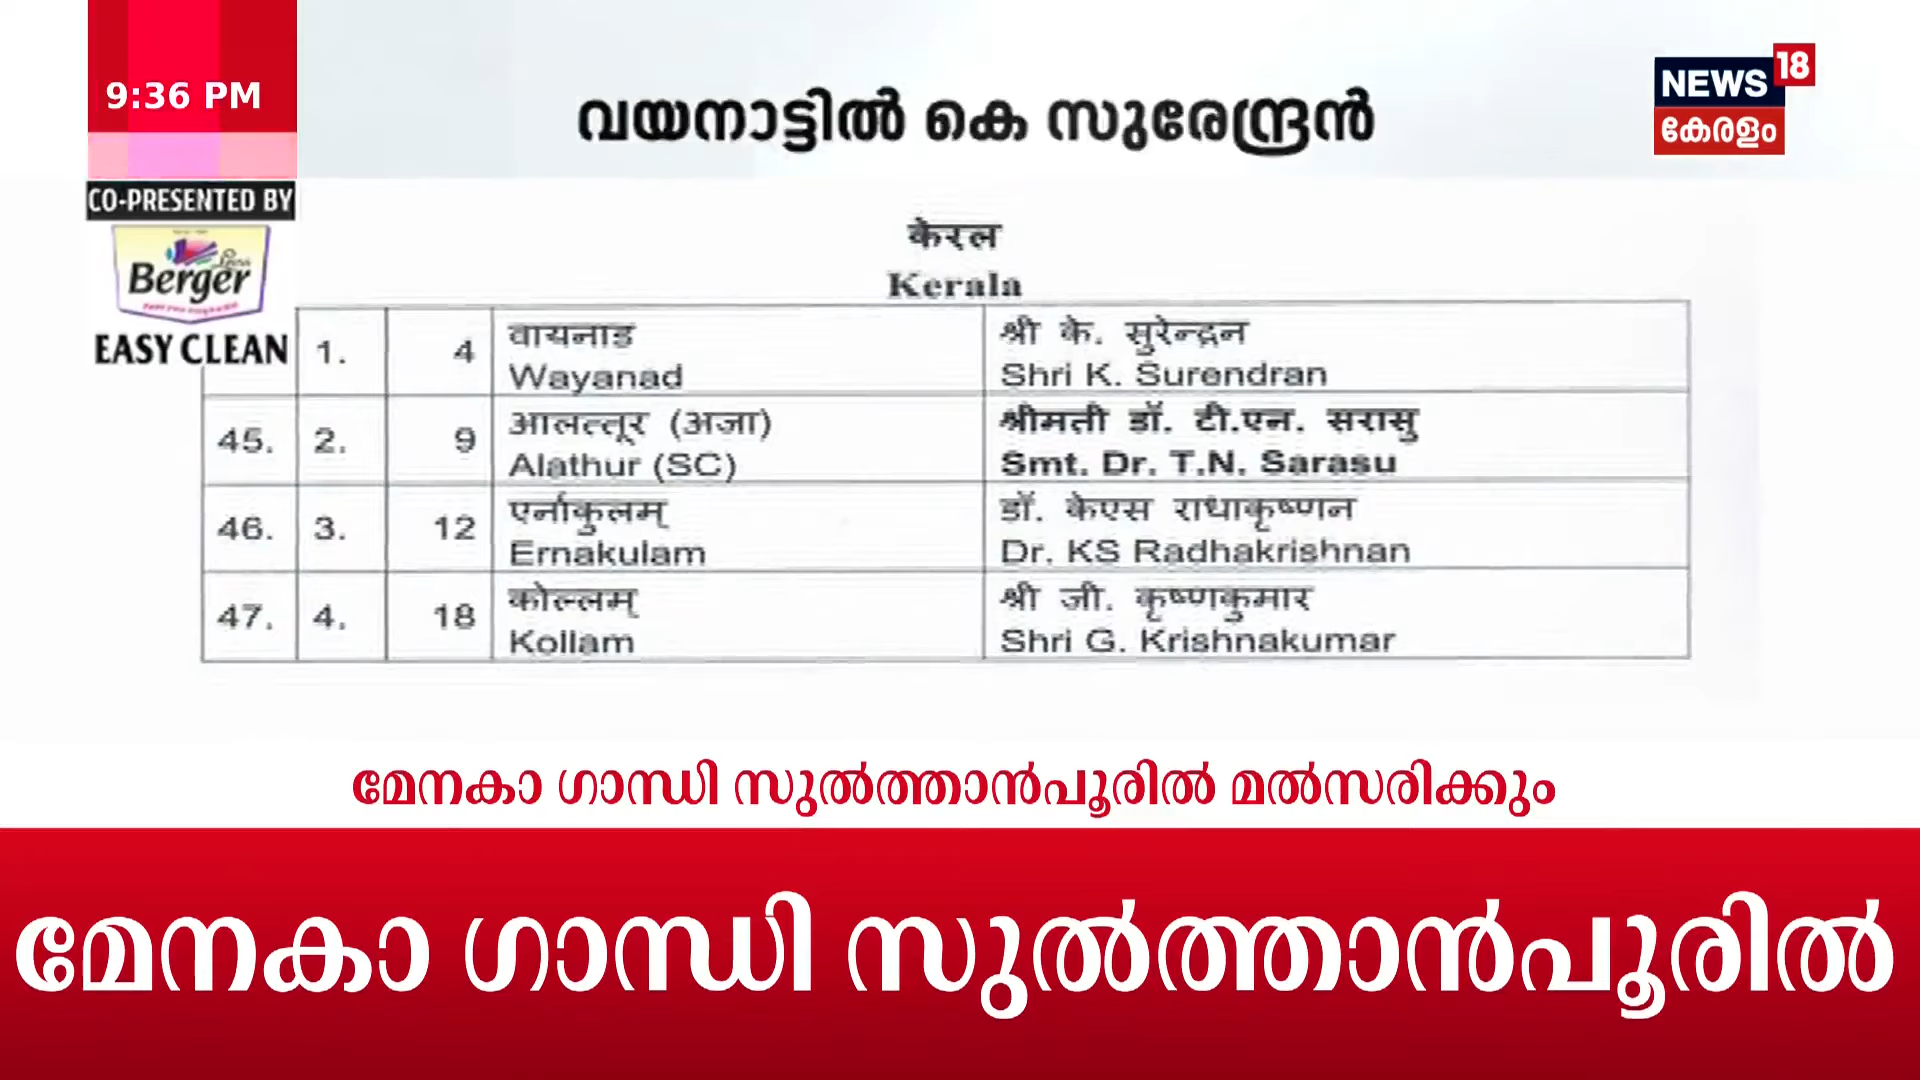 9:36 PM
വയനാട്ടിൽ കെ സുരേന്ദ്രൻ
NEWS 18
കേരളം
CO-PRESENTED BY
Berger
EASY CLEAN
केरल
Kerala
1. 4 वायनाड श्री के. सुरेन्द्रन
Wayanad Shri K. Surendran
45. 2. 9 आलत्तूर (अजा) श्रीमती डॉ. टी.एन. सरासु
Alathur (SC) Smt. Dr. T.N. Sarasu
46. 3. 12 एर्नाकुलम् डॉ. केएस राधाकृष्णन
Ernakulam Dr. KS Radhakrishnan
47. 4. 18 कोल्लम् श्री जी. कृष्णकुमार
Kollam Shri G. Krishnakumar
മേനകാ ഗാന്ധി സുൽത്താൻപൂരിൽ മൽസരിക്കും
മേനകാ ഗാന്ധി സുൽത്താൻപൂരിൽ